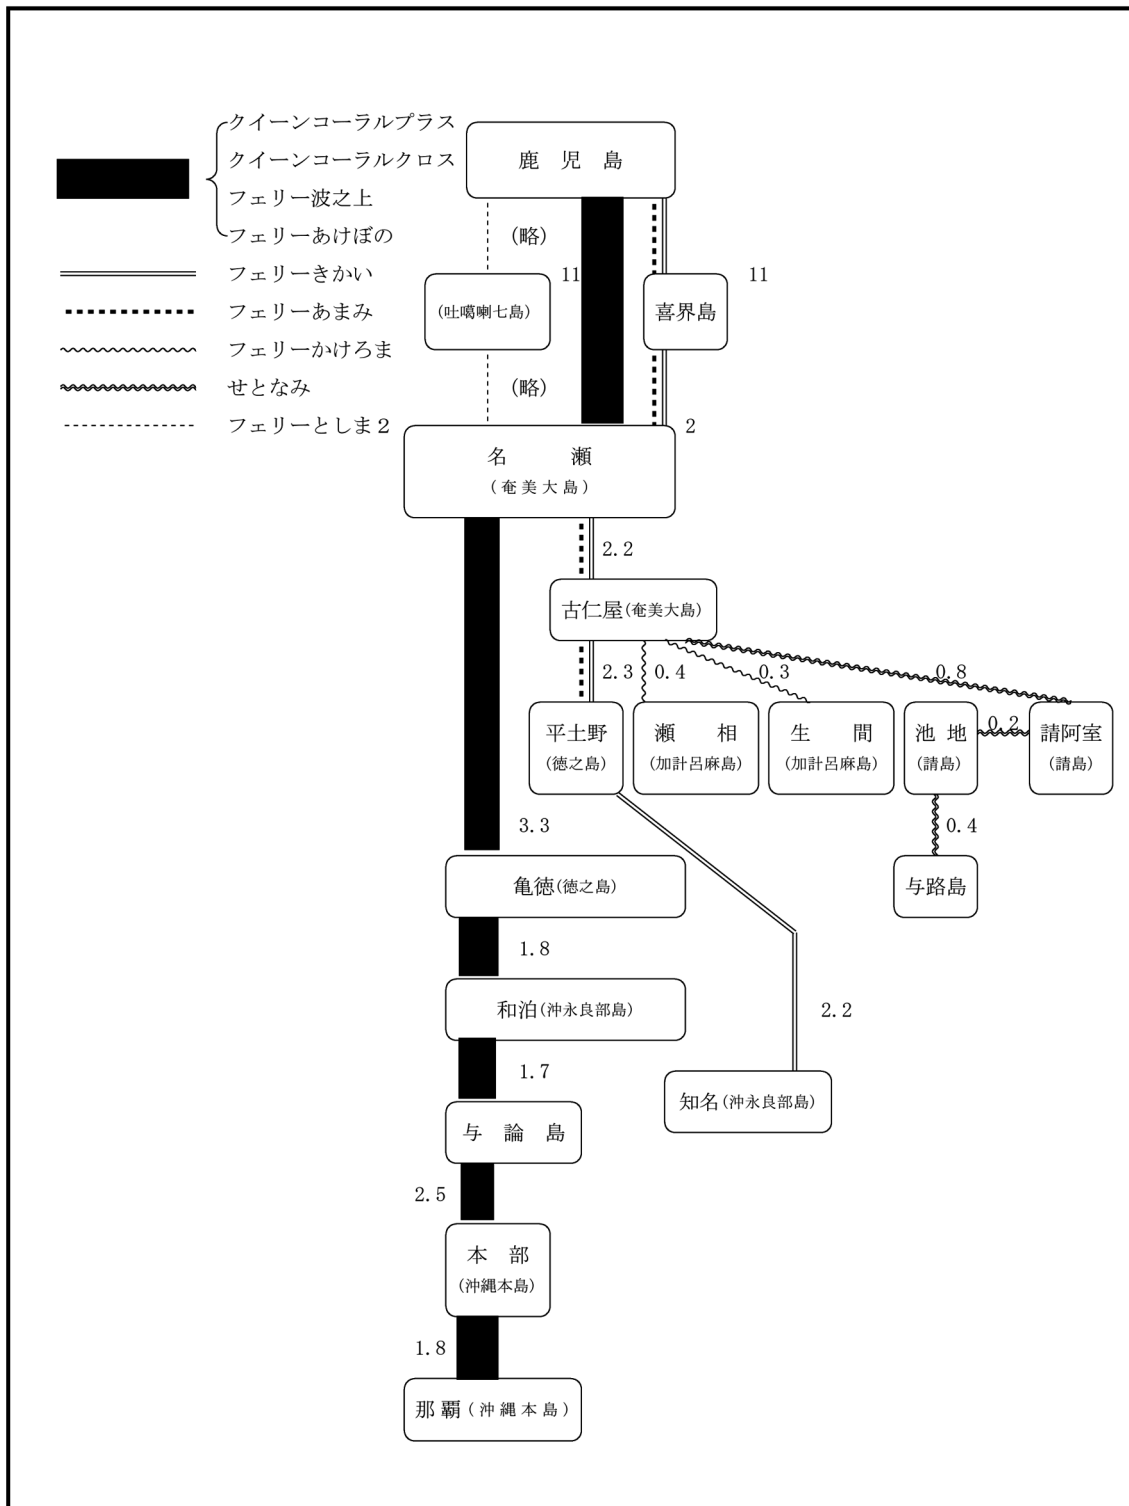 クイーンコーラルプラス
クイーンコーラルクロス
フェリー波之上
フェリーあけぼの
フェリーきかい
フェリーあまみ
フェリーかけろま
せとなみ
フェリーとしま２
鹿児島
(略)
11
11
(吐噶喇七島)
喜界島
(略)
2
名瀬
(奄美大島)
2.2
古仁屋(奄美大島)
2.3
0.4
0.3
0.8
平土野
(徳之島)
瀬相
(加計呂麻島)
生間
(加計呂麻島)
池地
(請島)
0.2
請阿室
(請島)
3.3
0.4
亀徳(徳之島)
与路島
1.8
和泊(沖永良部島)
2.2
1.7
知名(沖永良部島)
与論島
2.5
本部
(沖縄本島)
1.8
那覇(沖縄本島)